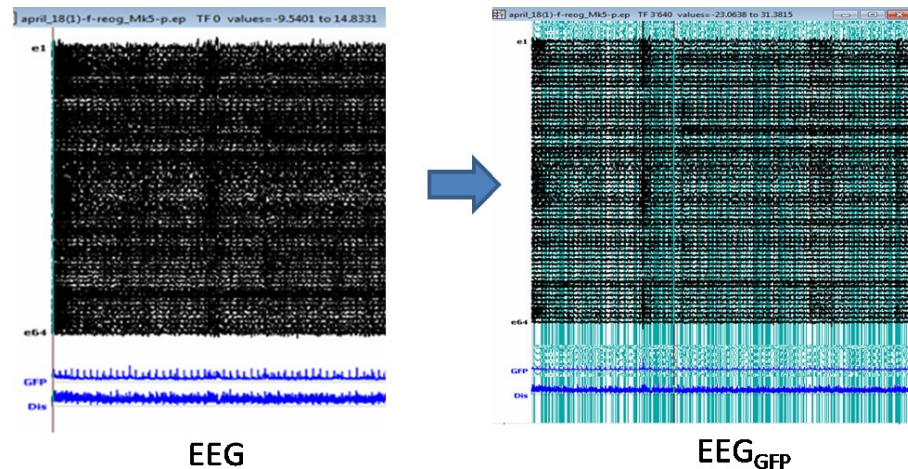 april_18(1)-f-reog_Mk5-p.ep TF 0 values= -9.5401 to 14.8331
e1
e64
GFP
Dis
EEG
april_18(1)-f-reog_Mk5-p.ep TF 3'640 values= -23.0638 to 31.3815
e1
e64
GFP
Dis
EEG_GFP